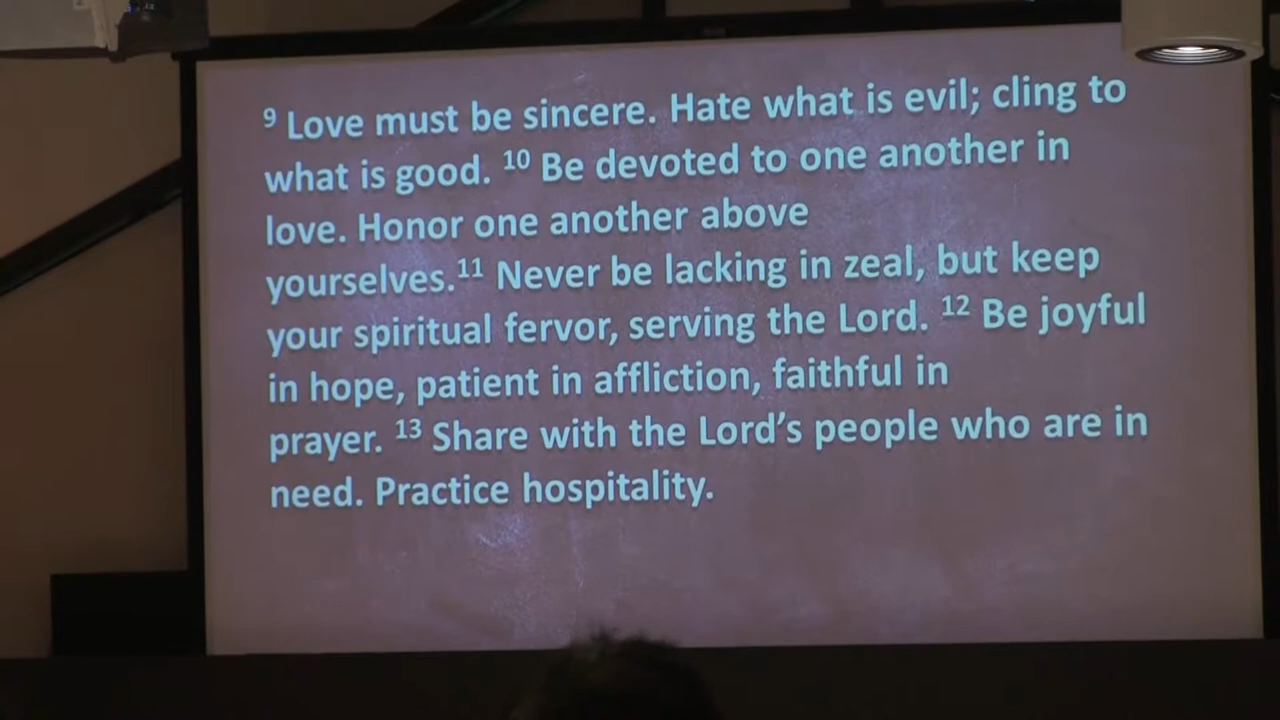 9 Love must be sincere. Hate what is evil; cling to
what is good. 10 Be devoted to one another in
love. Honor one another above
yourselves.11 Never be lacking in zeal, but keep
your spiritual fervor, serving the Lord. 12 Be joyful
in hope, patient in affliction, faithful in
prayer. 13 Share with the Lord’s people who are in
need. Practice hospitality.